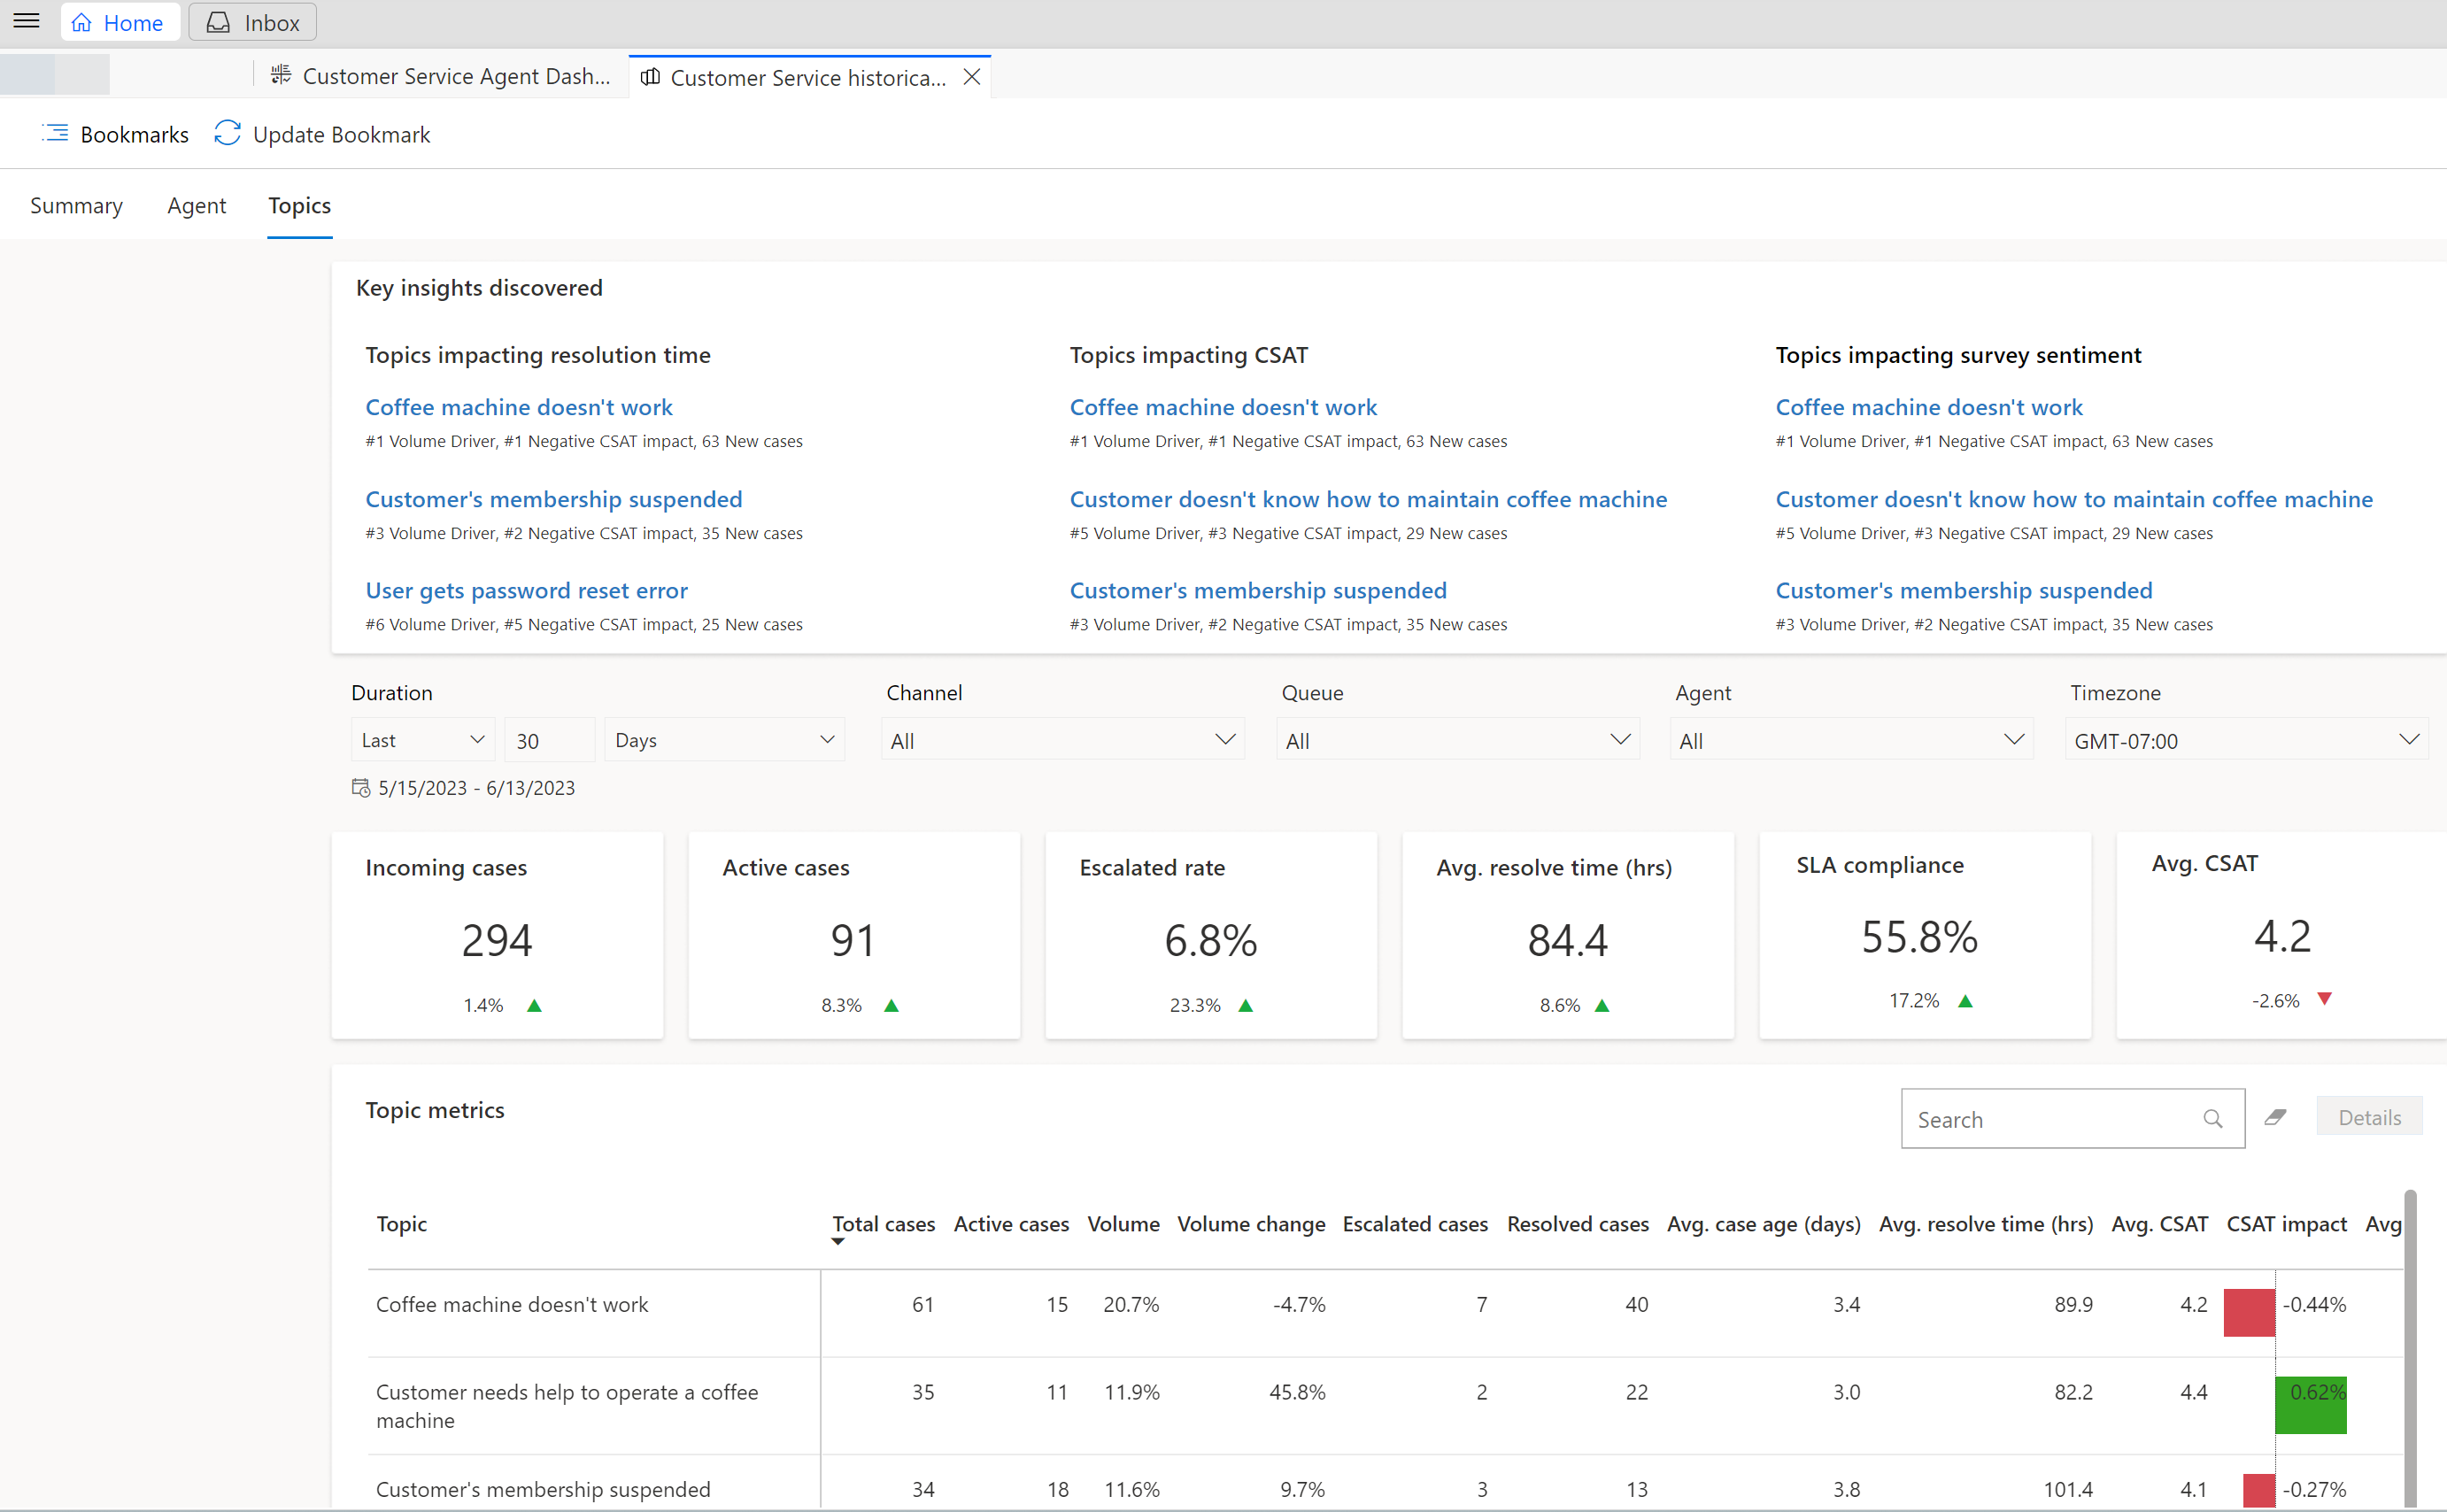 Home
Inbox
Customer Service Agent Dash...
Customer Service historica...
Bookmarks
Update Bookmark
Summary
Agent
Topics
Key insights discovered
Topics impacting resolution time
Coffee machine doesn't work
#1 Volume Driver, #1 Negative CSAT impact, 63 New cases
Customer's membership suspended
#3 Volume Driver, #2 Negative CSAT impact, 35 New cases
User gets password reset error
#6 Volume Driver, #5 Negative CSAT impact, 25 New cases
Topics impacting CSAT
Coffee machine doesn't work
#1 Volume Driver, #1 Negative CSAT impact, 63 New cases
Customer doesn't know how to maintain coffee machine
#5 Volume Driver, #3 Negative CSAT impact, 29 New cases
Customer's membership suspended
#3 Volume Driver, #2 Negative CSAT impact, 35 New cases
Topics impacting survey sentiment
Coffee machine doesn't work
#1 Volume Driver, #1 Negative CSAT impact, 63 New cases
Customer doesn't know how to maintain coffee machine
#5 Volume Driver, #3 Negative CSAT impact, 29 New cases
Customer's membership suspended
#3 Volume Driver, #2 Negative CSAT impact, 35 New cases
Duration
Last
30
Days
5/15/2023 - 6/13/2023
Channel
All
Queue
All
Agent
All
Timezone
GMT-07:00
Incoming cases
294
1.4%
Active cases
91
8.3%
Escalated rate
6.8%
23.3%
Avg. resolve time (hrs)
84.4
8.6%
SLA compliance
55.8%
17.2%
Avg. CSAT
4.2
-2.6%
Topic metrics
Search
Details
Topic Total cases Active cases Volume Volume change Escalated cases Resolved cases Avg. case age (days) Avg. resolve time (hrs) Avg. CSAT CSAT impact Avg
Coffee machine doesn't work 61 15 20.7% -4.7% 7 40 3.4 89.9 4.2 -0.44%
Customer needs help to operate a coffee 35 11 11.9% 45.8% 2 22 3.0 82.2 4.4 0.62%
machine
Customer's membership suspended 34 18 11.6% 9.7% 3 13 3.8 101.4 4.1 -0.27%